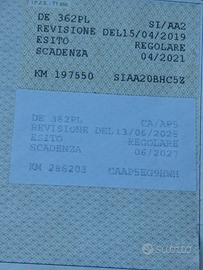 DE 362PL SI/AA2
REVISIONE DEL15/04/2019
ESITO REGOLARE
SCADENZA 04/2021
KM 197550 SIAA20BHC5Z
DE 362PL CA/AP5
REVISIONE DEL13/06/2025
ESITO REGOLARE
SCADENZA 06/2027
KM 286203 CAAP5EG9HWH
subito